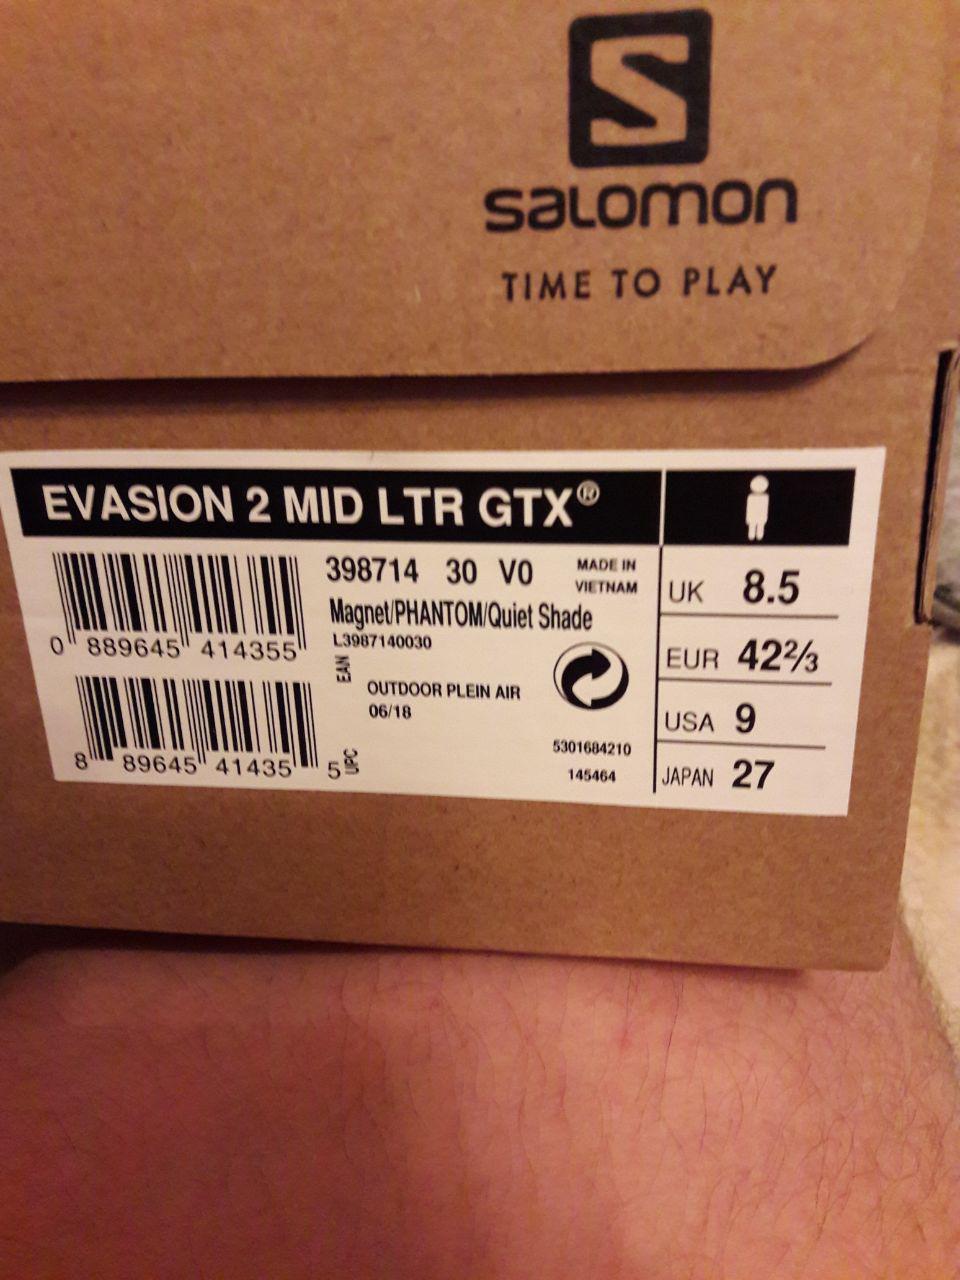 S
salomon
TIME TO PLAY
EVASION 2 MID LTR GTX®
398714 30 V0
MADE IN
VIETNAM
Magnet/PHANTOM/Quiet Shade
L3987140030
0 889645 414355
EAN
OUTDOOR PLEIN AIR
06/18
8 89645 41435 5
UPC
5301684210
145464
UK 8.5
EUR 42⅔
USA 9
JAPAN 27